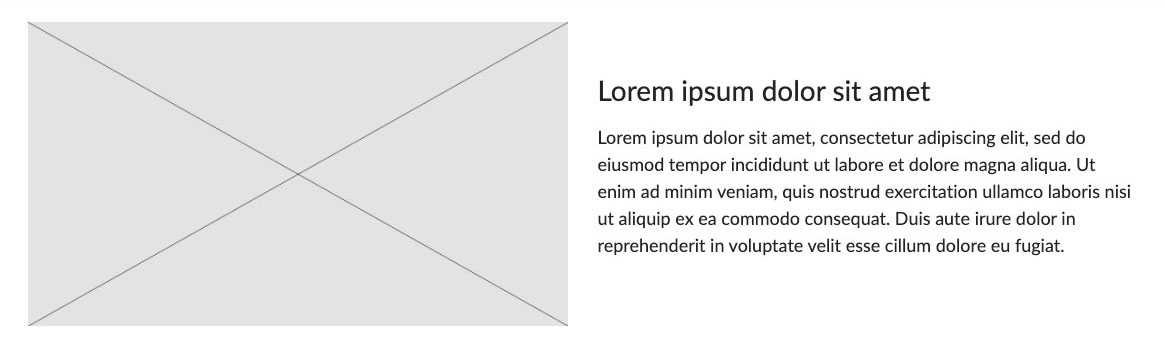 Lorem ipsum dolor sit amet
Lorem ipsum dolor sit amet, consectetur adipiscing elit, sed do
eiusmod tempor incididunt ut labore et dolore magna aliqua. Ut
enim ad minim veniam, quis nostrud exercitation ullamco laboris nisi
ut aliquip ex ea commodo consequat. Duis aute irure dolor in
reprehenderit in voluptate velit esse cillum dolore eu fugiat.